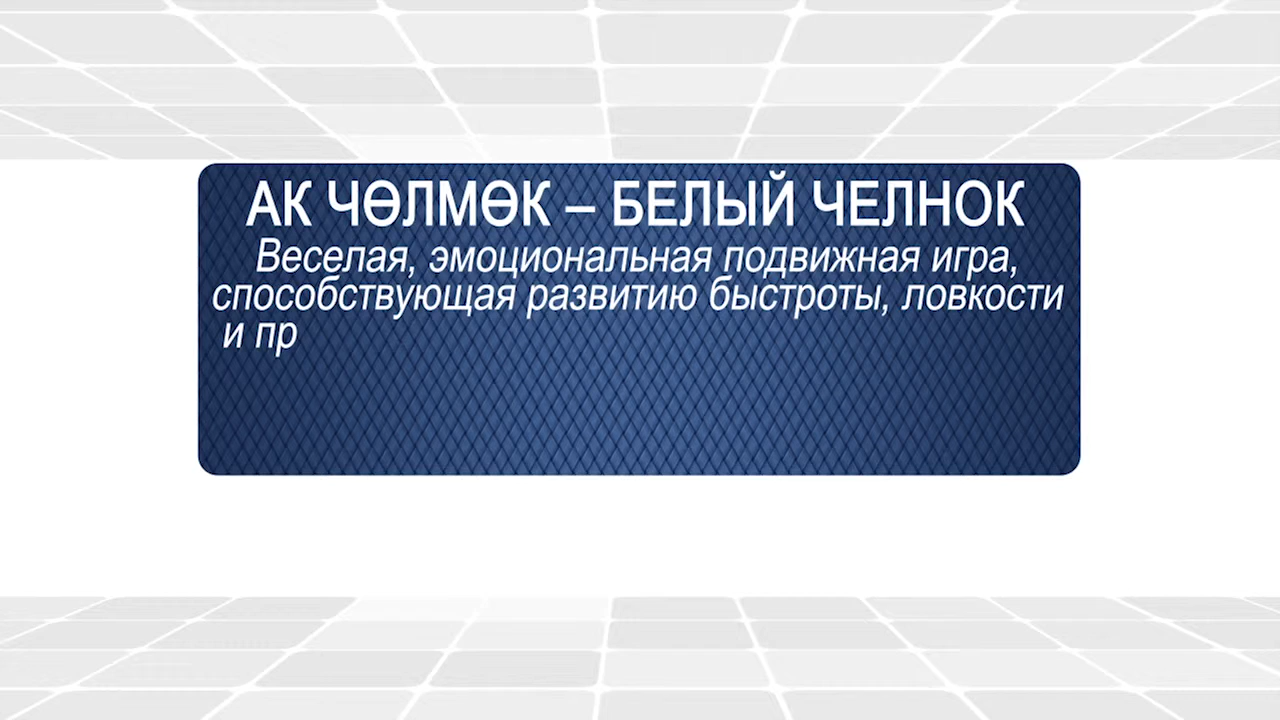 АК ЧӨЛМӨК – БЕЛЫЙ ЧЕЛНОК
Веселая, эмоциональная подвижная игра,
способствующая развитию быстроты, ловкости
и пр